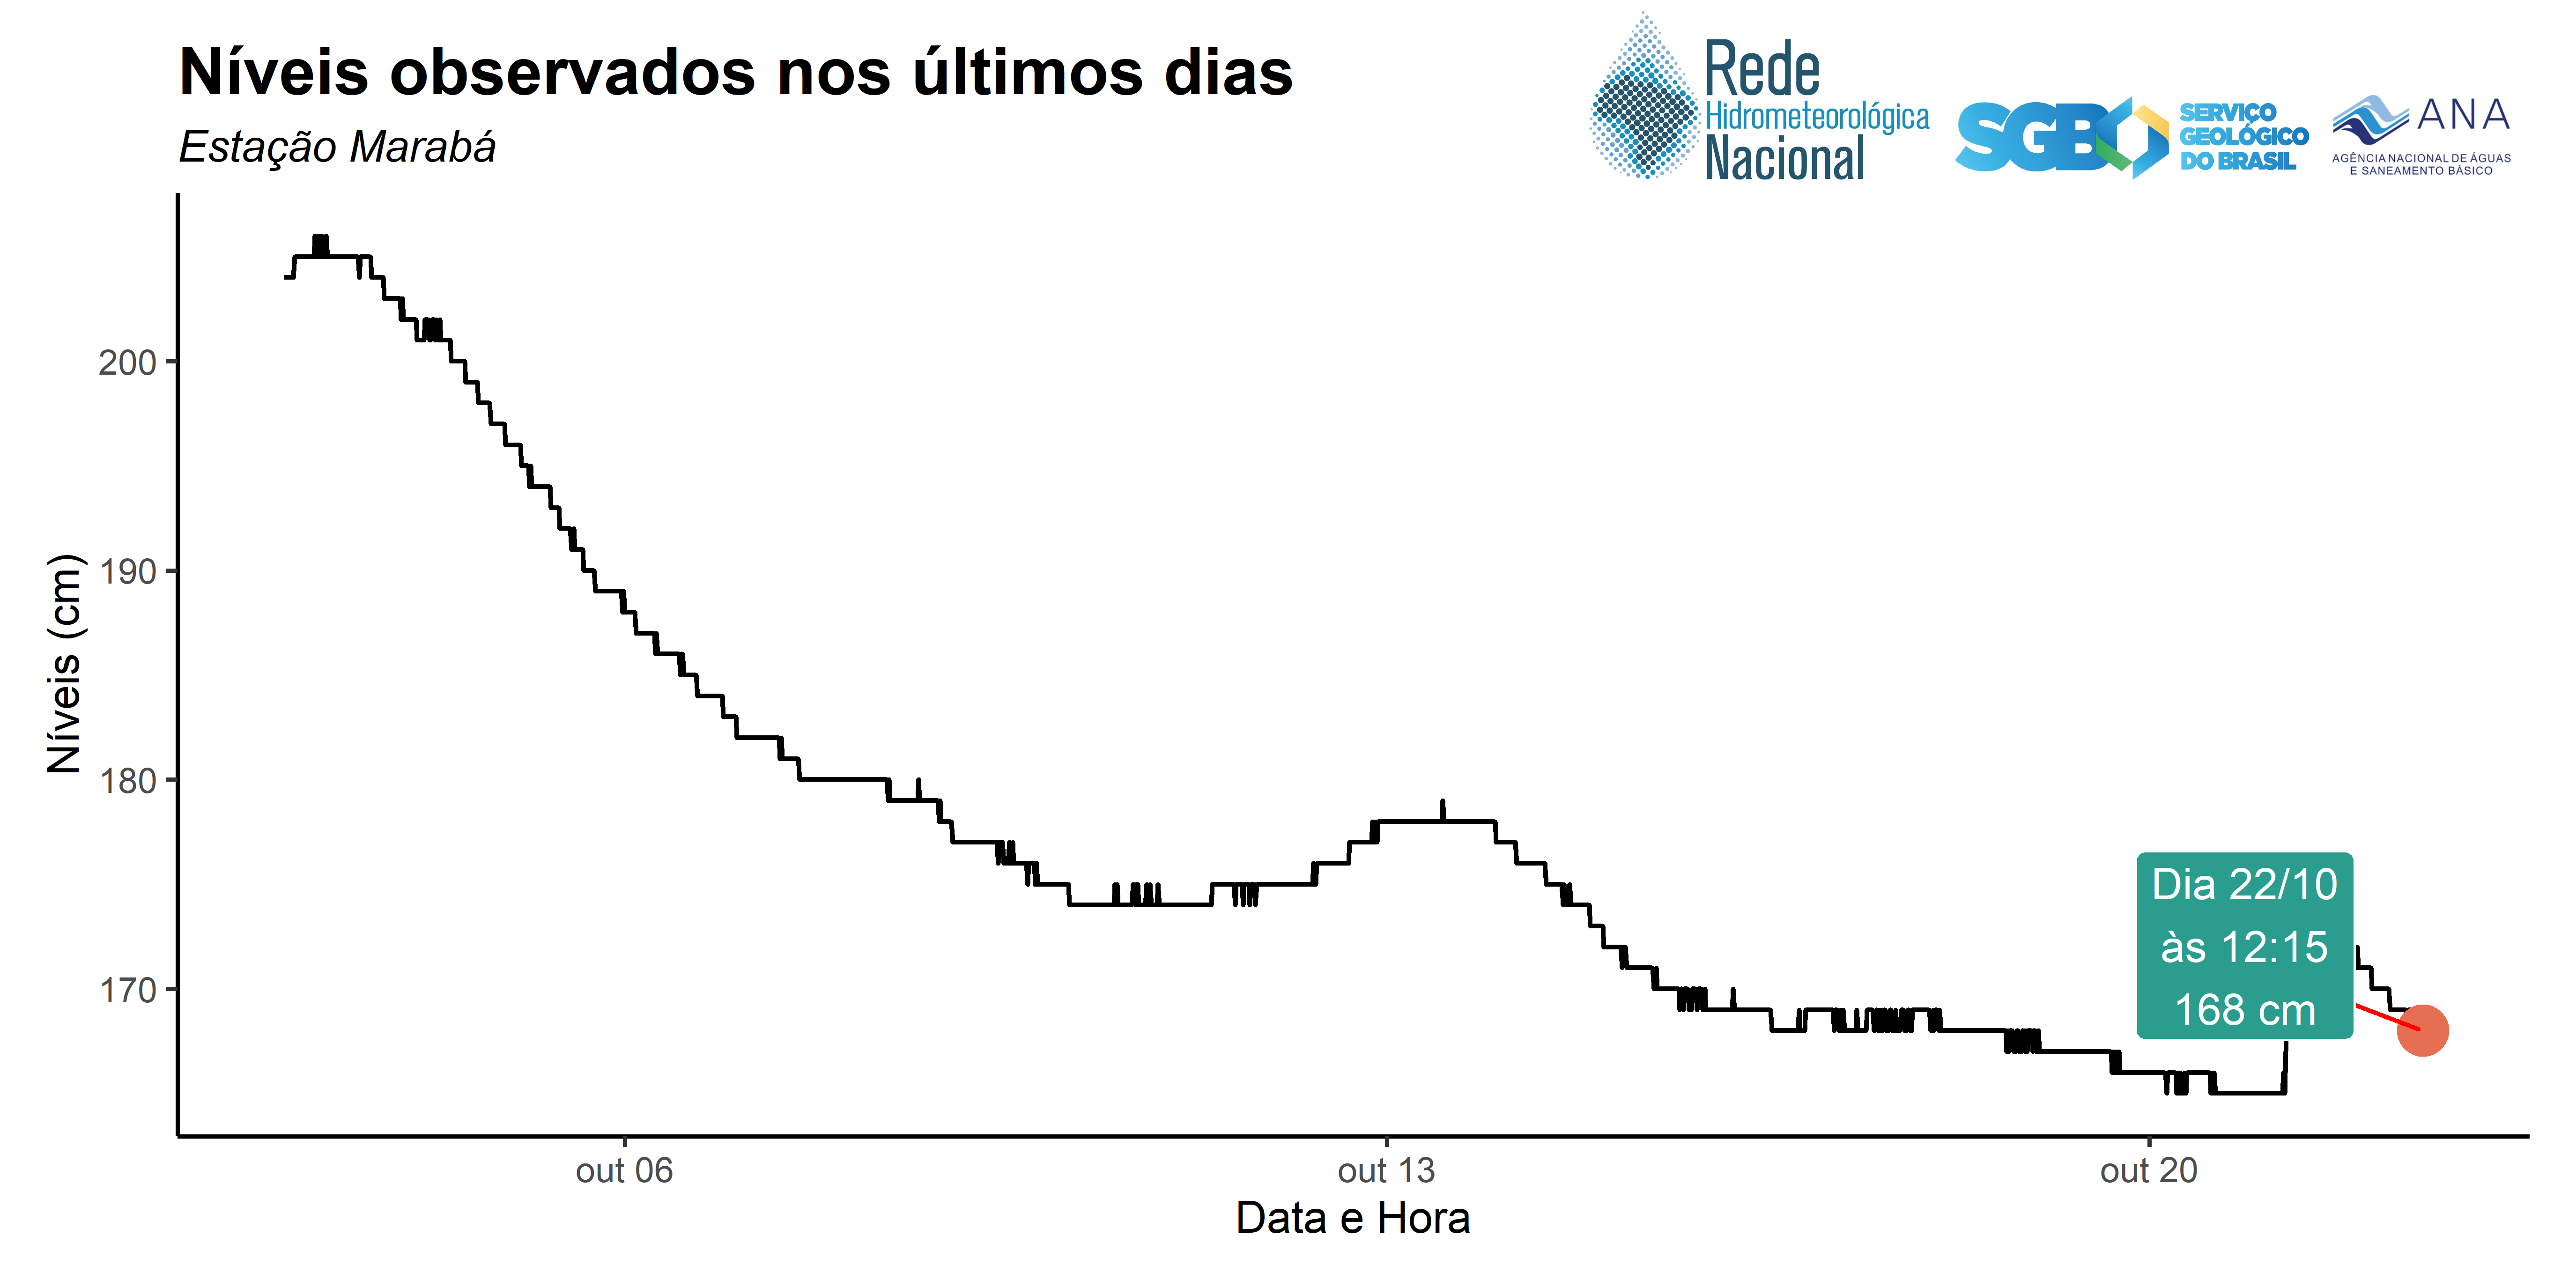 Níveis observados nos últimos dias
Estação Marabá
Rede
Hidrometeorológica
Nacional
SGB
SERVIÇO
GEOLÓGICO
DO BRASIL
ANA
AGÊNCIA NACIONAL DE ÁGUAS
E SANEAMENTO BÁSICO
Níveis (cm)
200
190
180
170
Dia 22/10
às 12:15
168 cm
out 06
out 13
out 20
Data e Hora